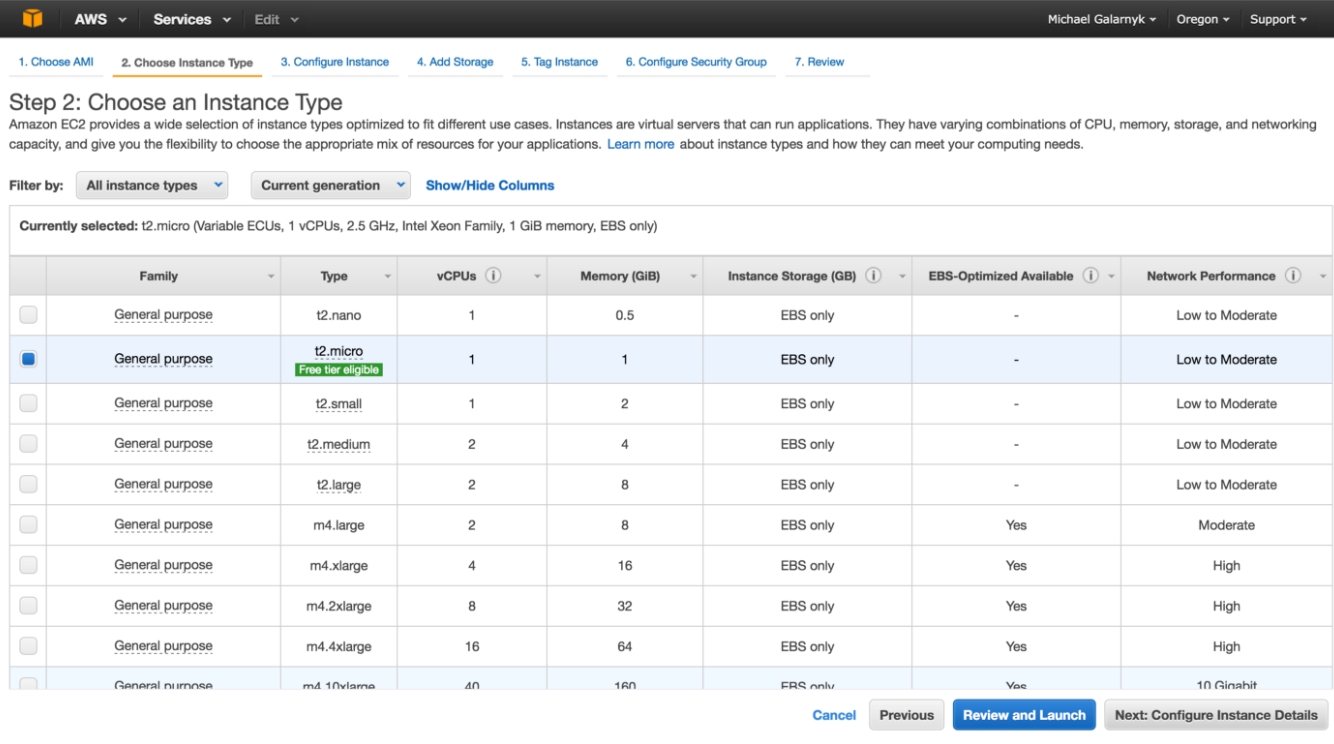 AWS Services Edit Michael Galarnyk Oregon Support
1. Choose AMI 2. Choose Instance Type 3. Configure Instance 4. Add Storage 5. Tag Instance 6. Configure Security Group 7. Review
Step 2: Choose an Instance Type
Amazon EC2 provides a wide selection of instance types optimized to fit different use cases. Instances are virtual servers that can run applications. They have varying combinations of CPU, memory, storage, and networking
capacity, and give you the flexibility to choose the appropriate mix of resources for your applications. Learn more about instance types and how they can meet your computing needs.
Filter by: All instance types Current generation Show/Hide Columns
Currently selected: t2.micro (Variable ECUs, 1 vCPUs, 2.5 GHz, Intel Xeon Family, 1 GiB memory, EBS only)
Family Type vCPUs i Memory (GiB) Instance Storage (GB) i EBS-Optimized Available i Network Performance i
General purpose t2.nano 1 0.5 EBS only - Low to Moderate
General purpose t2.micro 1 1 EBS only - Low to Moderate
Free tier eligible
General purpose t2.small 1 2 EBS only - Low to Moderate
General purpose t2.medium 2 4 EBS only - Low to Moderate
General purpose t2.large 2 8 EBS only - Low to Moderate
General purpose m4.large 2 8 EBS only Yes Moderate
General purpose m4.xlarge 4 16 EBS only Yes High
General purpose m4.2xlarge 8 32 EBS only Yes High
General purpose m4.4xlarge 16 64 EBS only Yes High
General purpose m4.10xlarge 40 160 EBS only Yes 10 Gigabit
Cancel Previous Review and Launch Next: Configure Instance Details